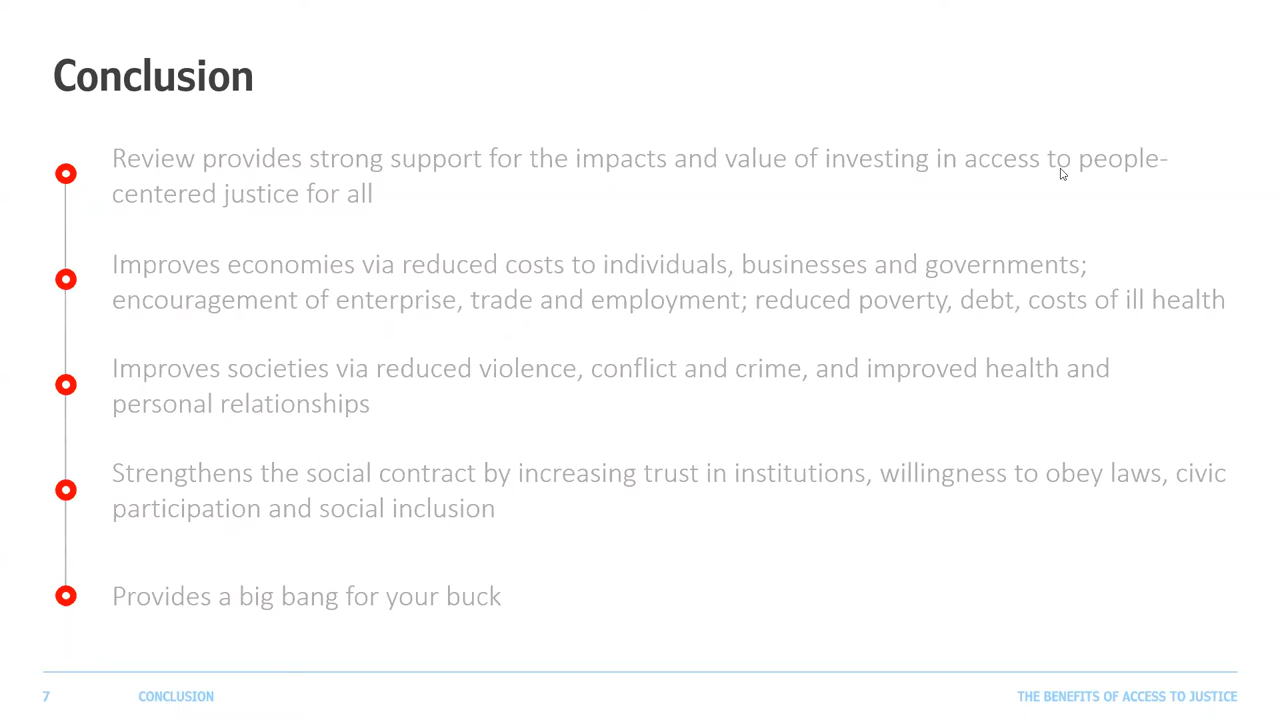 Conclusion
Review provides strong support for the impacts and value of investing in access to people-
centered justice for all
Improves economies via reduced costs to individuals, businesses and governments;
encouragement of enterprise, trade and employment; reduced poverty, debt, costs of ill health
Improves societies via reduced violence, conflict and crime, and improved health and
personal relationships
Strengthens the social contract by increasing trust in institutions, willingness to obey laws, civic
participation and social inclusion
Provides a big bang for your buck
7 CONCLUSION THE BENEFITS OF ACCESS TO JUSTICE